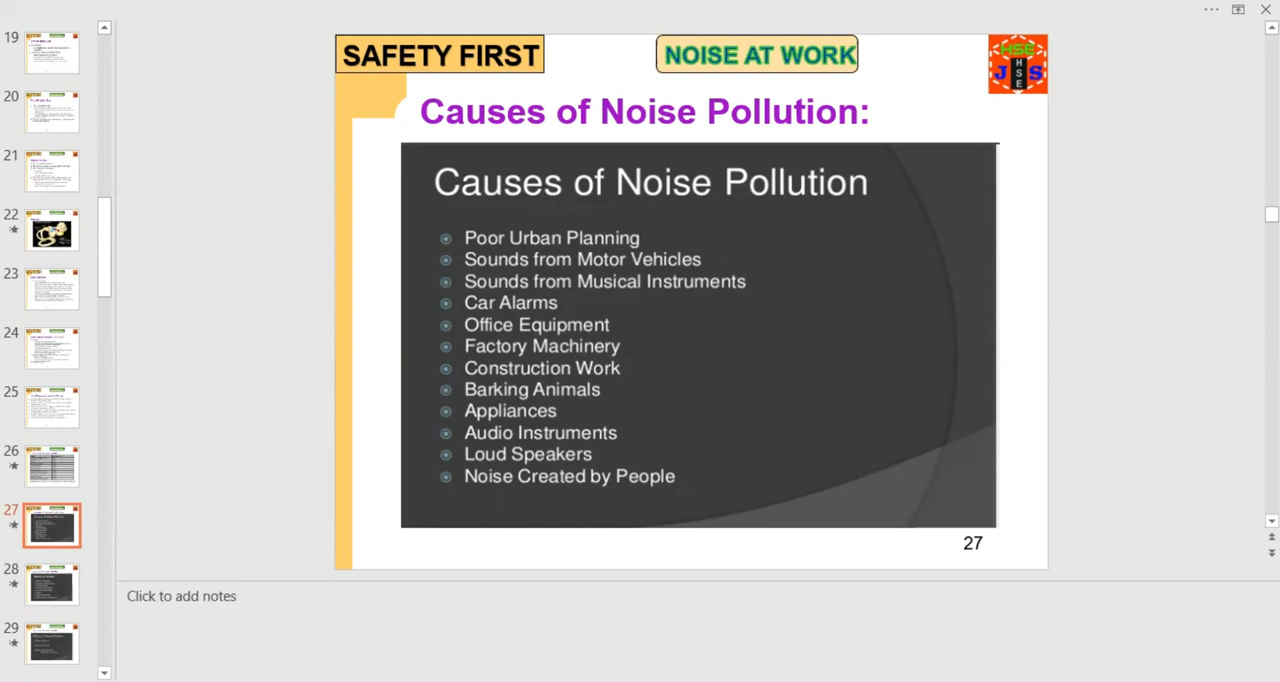 SAFETY FIRST
NOISE AT WORK
HSE
J S
HSE
Causes of Noise Pollution:
Causes of Noise Pollution
Poor Urban Planning
Sounds from Motor Vehicles
Sounds from Musical Instruments
Car Alarms
Office Equipment
Factory Machinery
Construction Work
Barking Animals
Appliances
Audio Instruments
Loud Speakers
Noise Created by People
27
Click to add notes
19
20
21
22
23
24
25
26
27
28
29